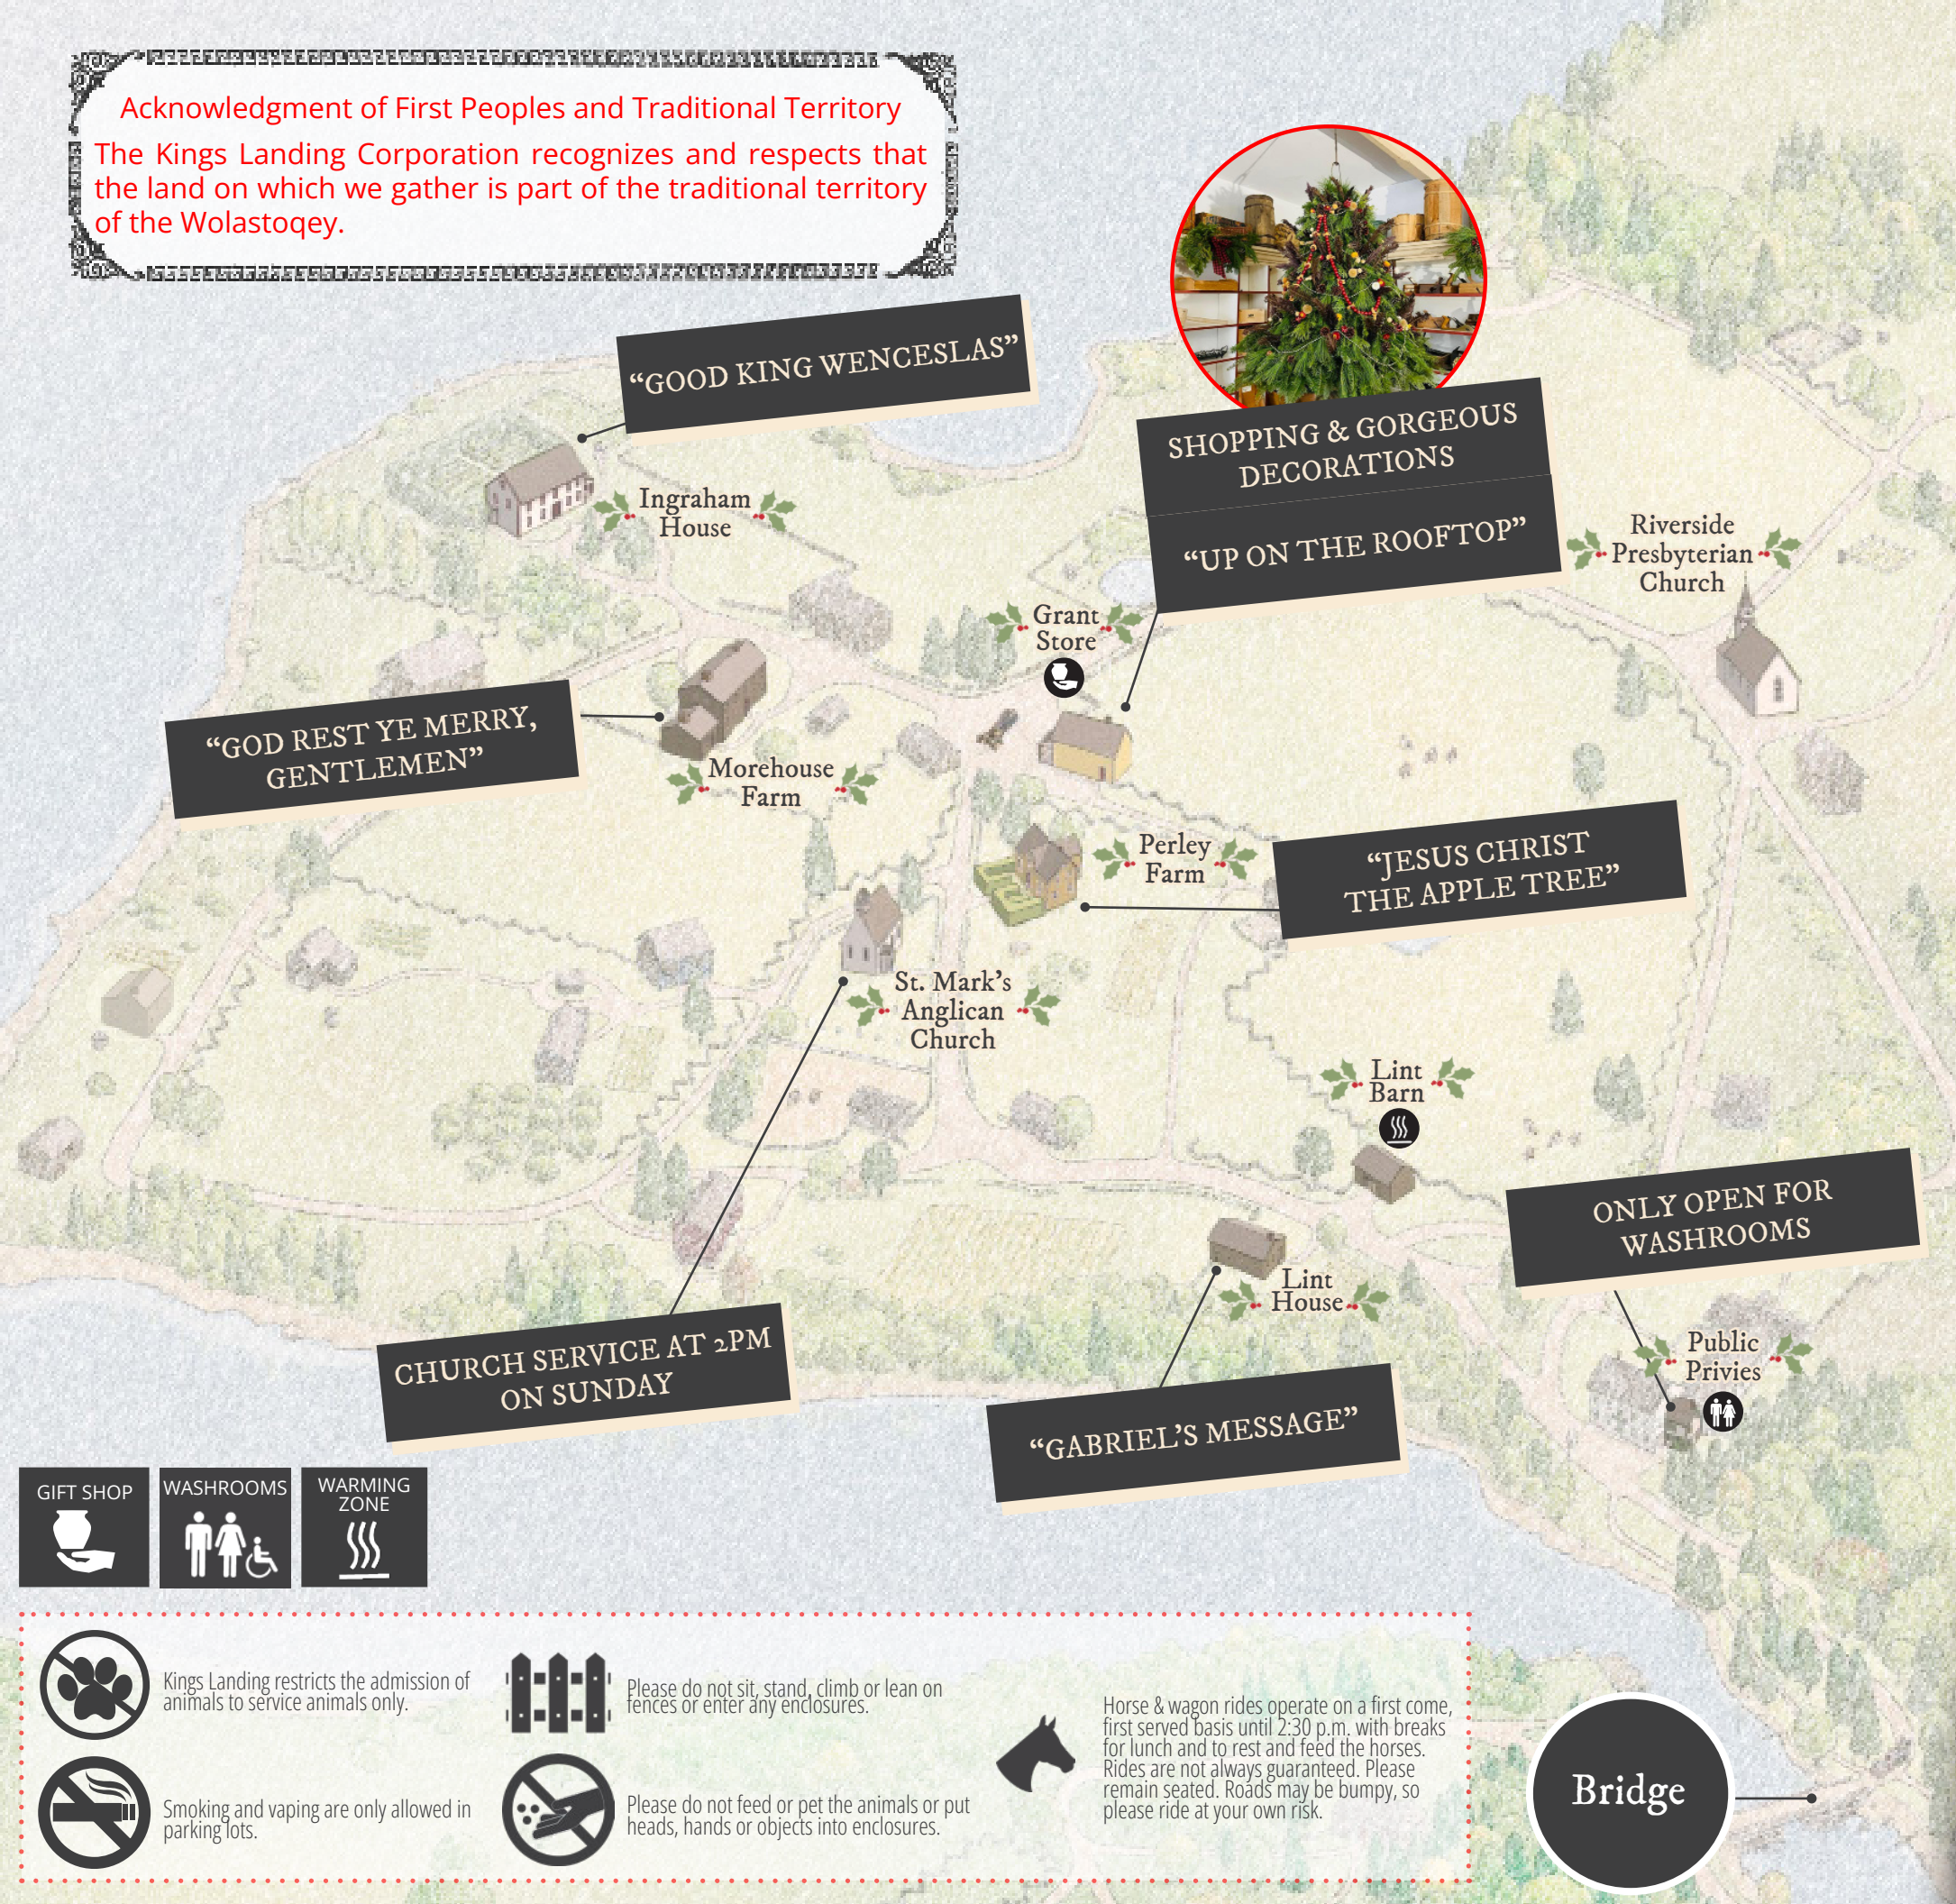 Acknowledgment of First Peoples and Traditional Territory
The Kings Landing Corporation recognizes and respects that
the land on which we gather is part of the traditional territory
of the Wolastoqey.
“GOOD KING WENCESLAS”
SHOPPING & GORGEOUS
DECORATIONS
“UP ON THE ROOFTOP”
Ingraham
House
Riverside
Presbyterian
Church
Grant
Store
“GOD REST YE MERRY,
GENTLEMEN”
Morehouse
Farm
Perley
Farm
“JESUS CHRIST
THE APPLE TREE”
St. Mark’s
Anglican
Church
Lint
Barn
ONLY OPEN FOR
WASHROOMS
Lint
House
Public
Privies
CHURCH SERVICE AT 2PM
ON SUNDAY
“GABRIEL’S MESSAGE”
GIFT SHOP
WASHROOMS
WARMING
ZONE
Kings Landing restricts the admission of
animals to service animals only.
Smoking and vaping are only allowed in
parking lots.
Please do not sit, stand, climb or lean on
fences or enter any enclosures.
Please do not feed or pet the animals or put
heads, hands or objects into enclosures.
Horse & wagon rides operate on a first come,
first served basis until 2:30 p.m. with breaks
for lunch and to rest and feed the horses.
Rides are not always guaranteed. Please
remain seated. Roads may be bumpy, so
please ride at your own risk.
Bridge